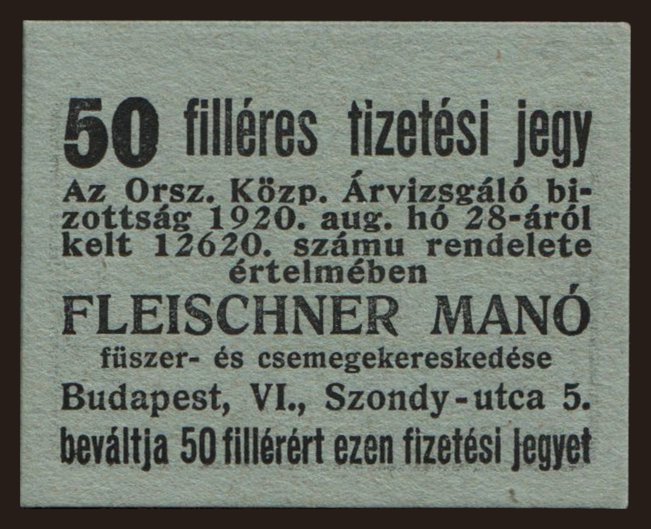 50 filléres tizetési jegy
Az Orsz. Közp. Árvizsgáló bi-
zottság 1920. aug. hó 28-áról
kelt 12620. számu rendelete
értelmében
FLEISCHNER MANÓ
füszer- és csemegekereskedése
Budapest, VI., Szondy-utca 5.
beváltja 50 fillérért ezen fizetési jegyet